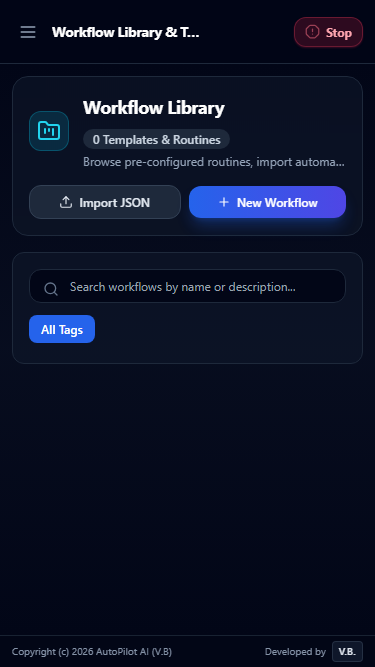 Workflow Library & T...
Stop
Workflow Library
0 Templates & Routines
Browse pre-configured routines, import automa...
Import JSON
New Workflow
Search workflows by name or description...
All Tags
Copyright (c) 2026 AutoPilot AI (V.B)
Developed by V.B.